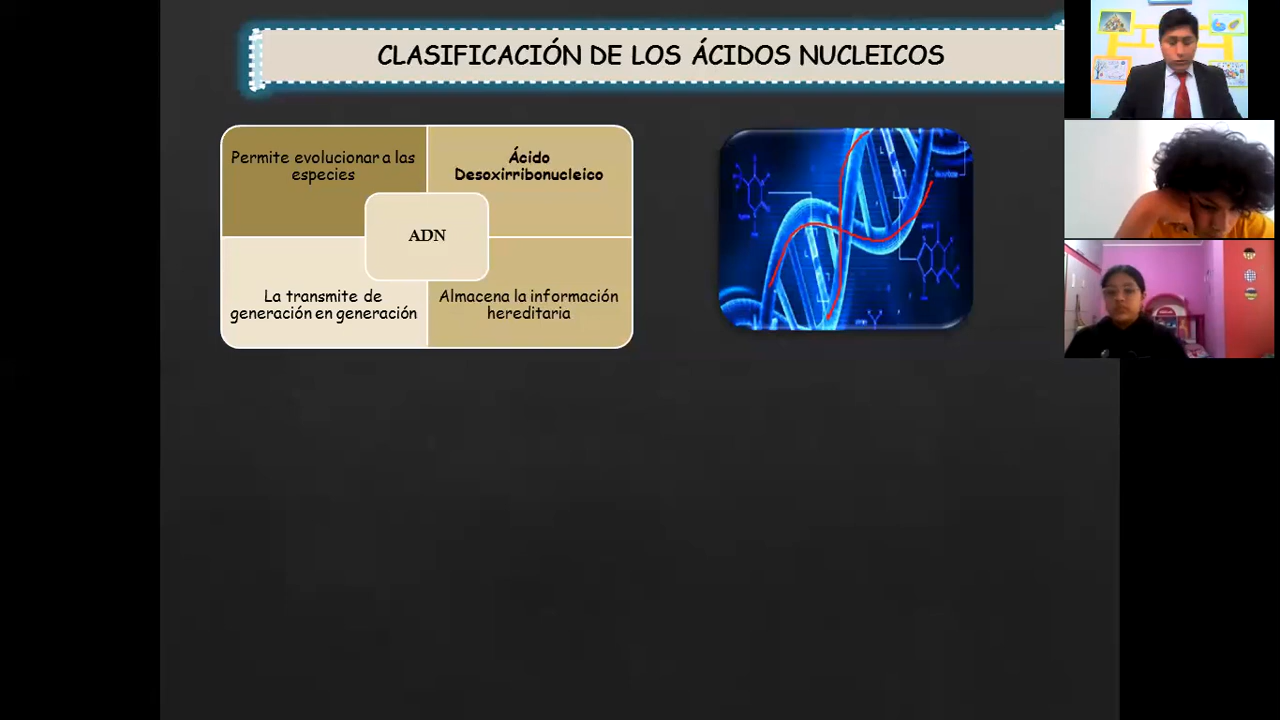 CLASIFICACIÓN DE LOS ÁCIDOS NUCLEICOS
Permite evolucionar a las
especies
Ácido
Desoxirribonucleico
ADN
La transmite de
generación en generación
Almacena la información
hereditaria